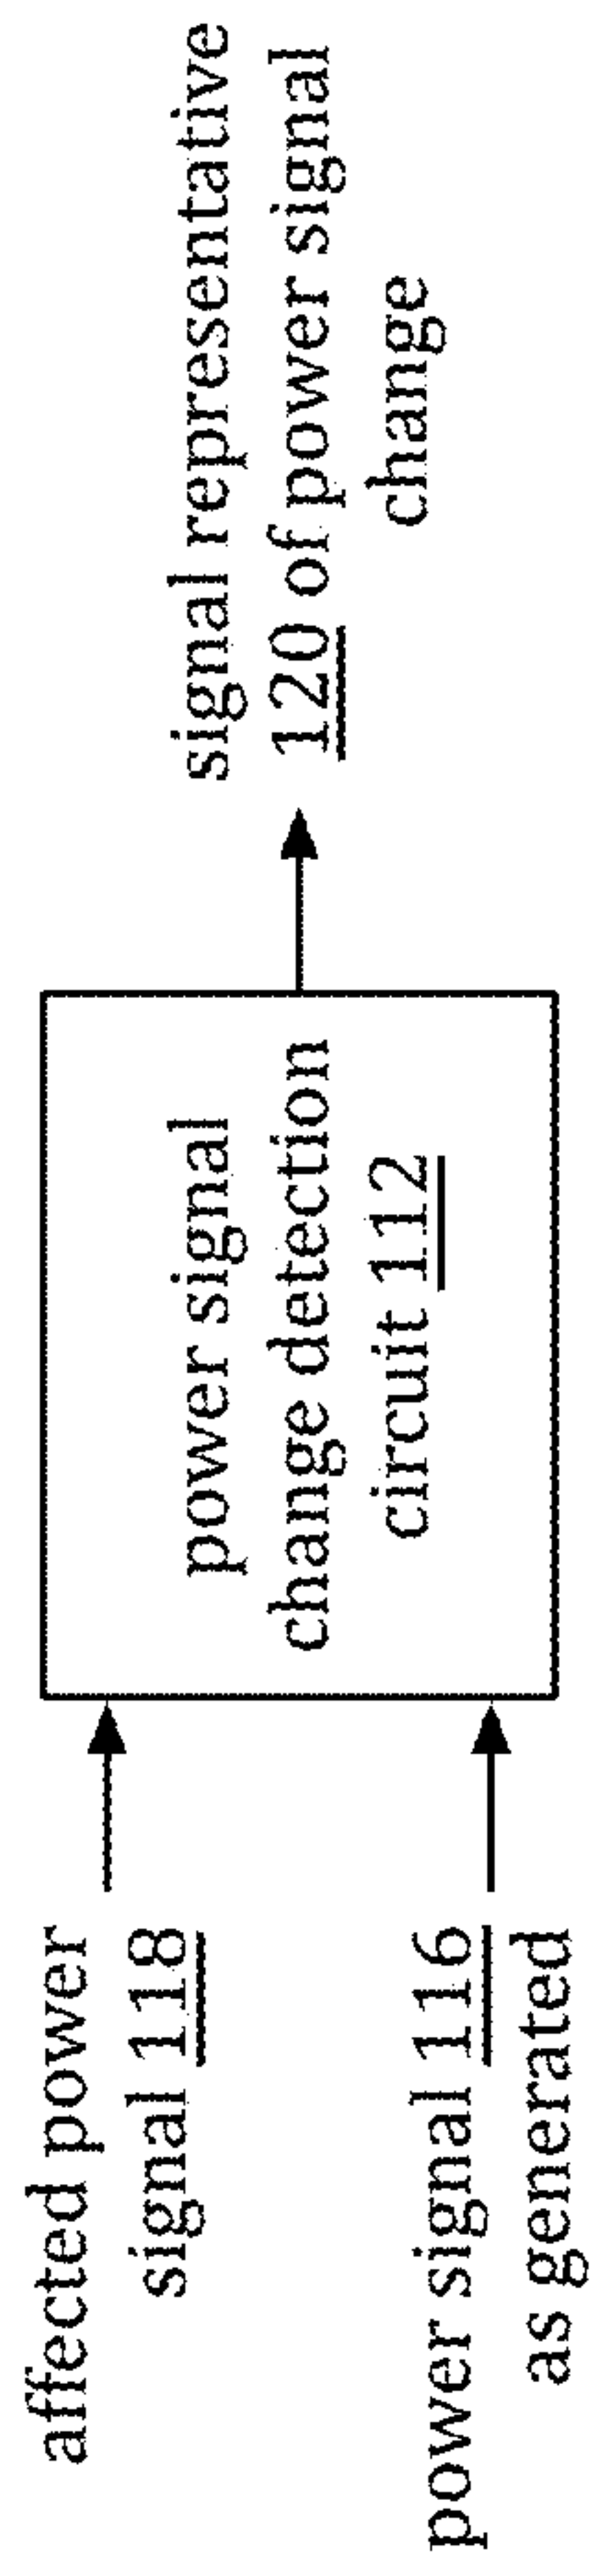 affected power
signal 118
power signal 116
as generated
power signal
change detection
circuit 112
signal representative
120 of power signal
change